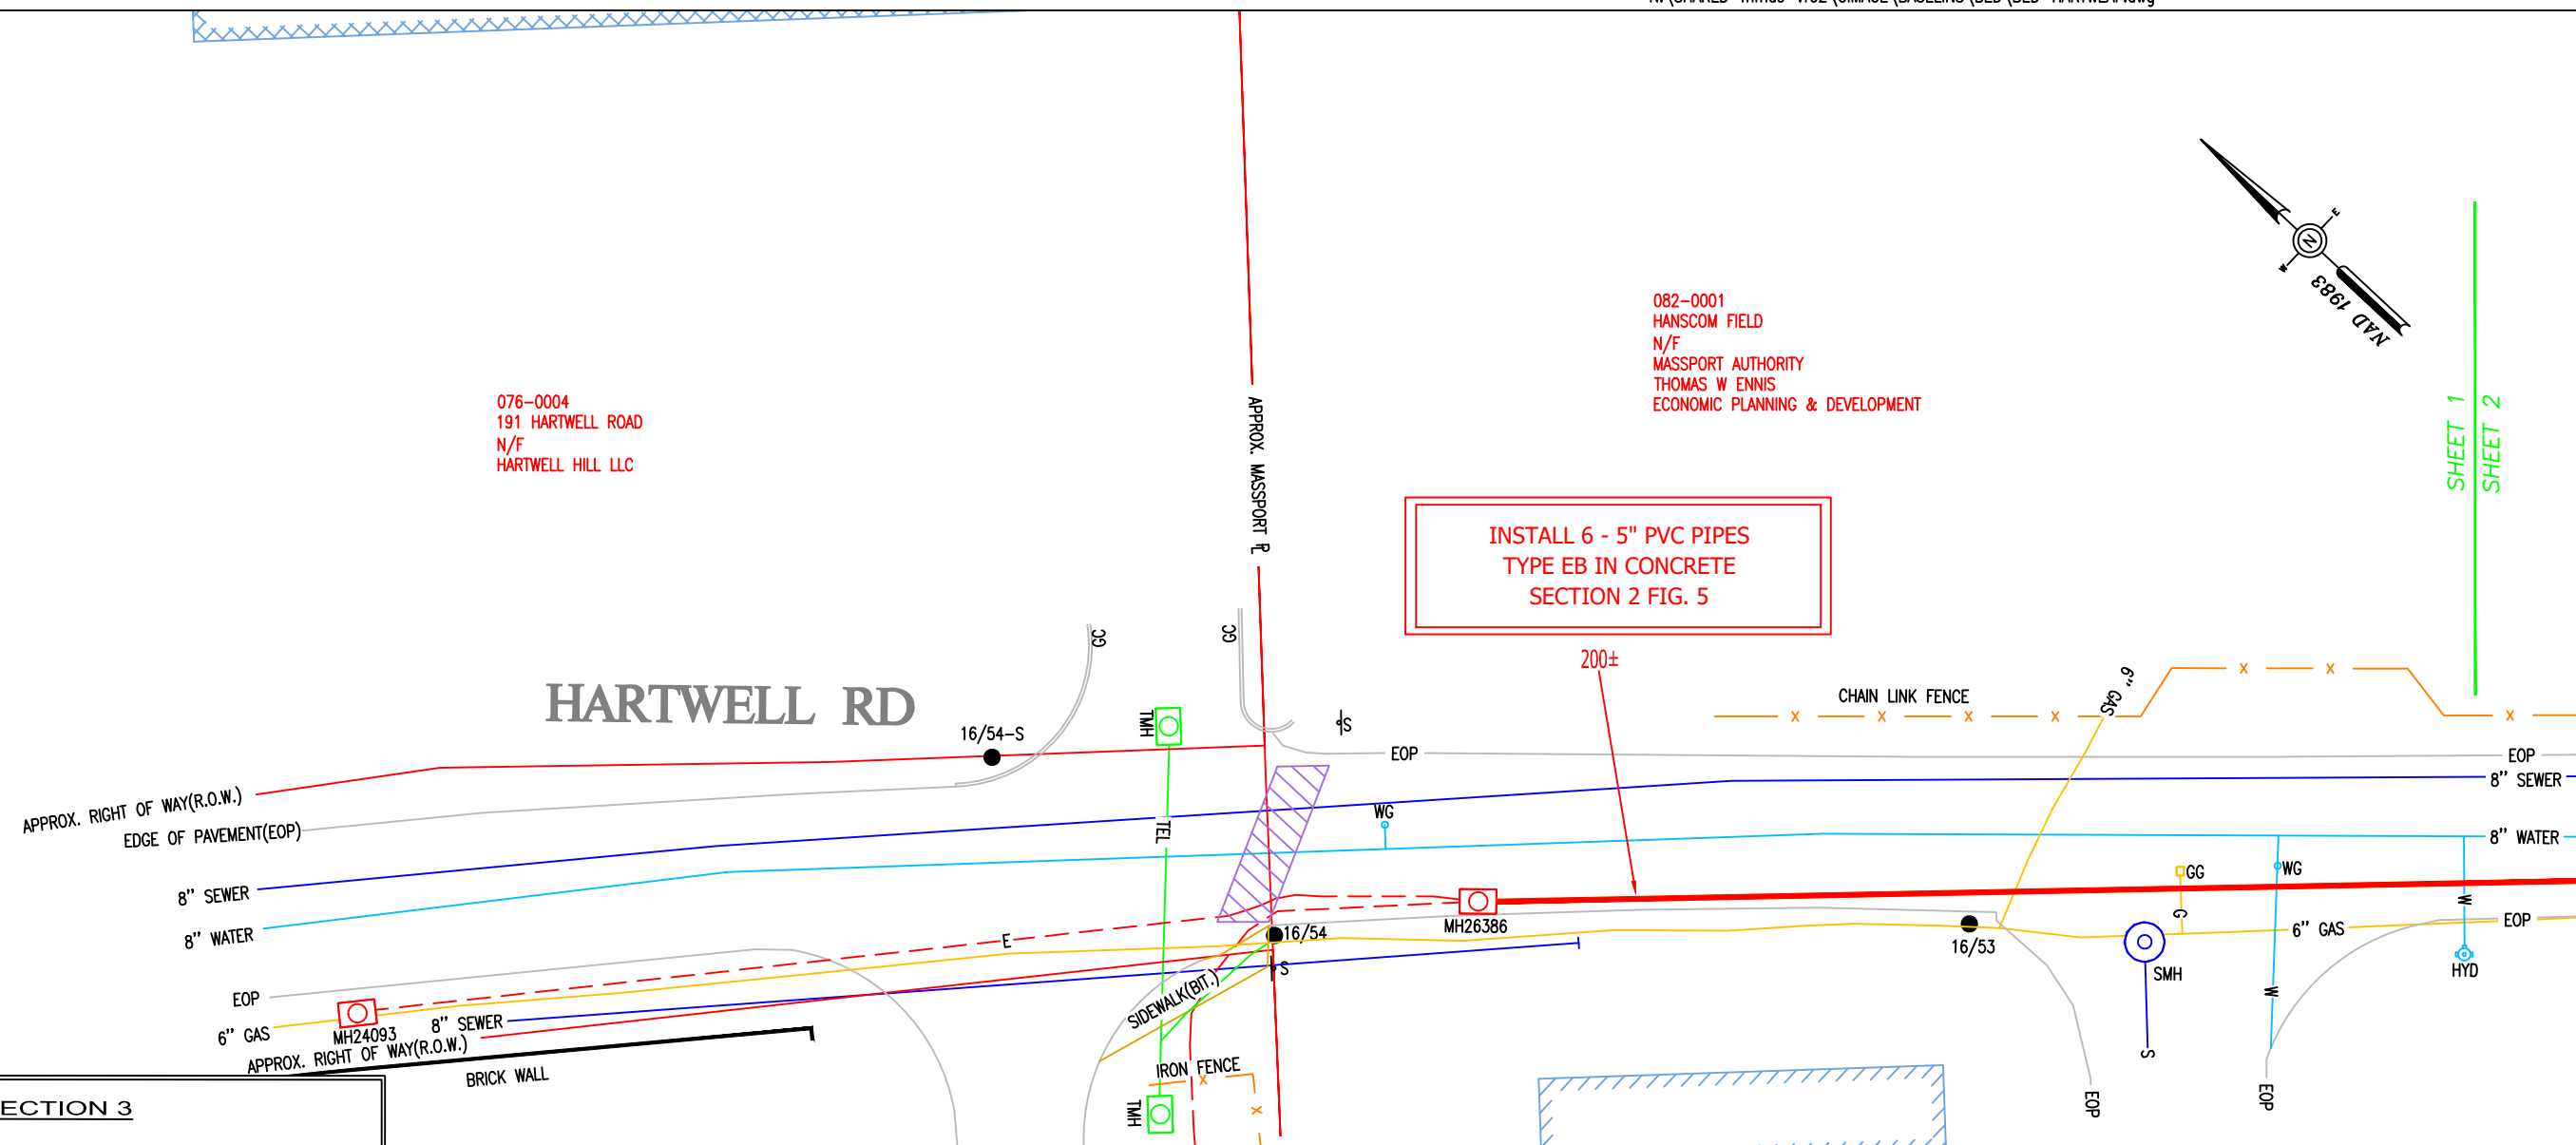 076-0004
191 HARTWELL ROAD
N/F
HARTWELL HILL LLC
082-0001
HANSCOM FIELD
N/F
MASSPORT AUTHORITY
THOMAS W ENNIS
ECONOMIC PLANNING & DEVELOPMENT
N
E
W
NAD 1983
SHEET 1
SHEET 2
APPROX. MASSPORT PL
INSTALL 6 - 5" PVC PIPES
TYPE EB IN CONCRETE
SECTION 2 FIG. 5
200±
HARTWELL RD
CG
CG
16/54-S
TMH
S
EOP
CHAIN LINK FENCE
6" GAS
EOP
8" SEWER
8" WATER
APPROX. RIGHT OF WAY(R.O.W.)
EDGE OF PAVEMENT(EOP)
8" SEWER
8" WATER
TEL
WG
E
MH26386
16/54
S
16/53
GG
G
WG
W
W
SMH
S
6" GAS
EOP
HYD
EOP
6" GAS
MH24093
8" SEWER
APPROX. RIGHT OF WAY(R.O.W.)
BRICK WALL
SIDEWALK(BIT.)
IRON FENCE
TMH
EOP
EOP
ECTION 3